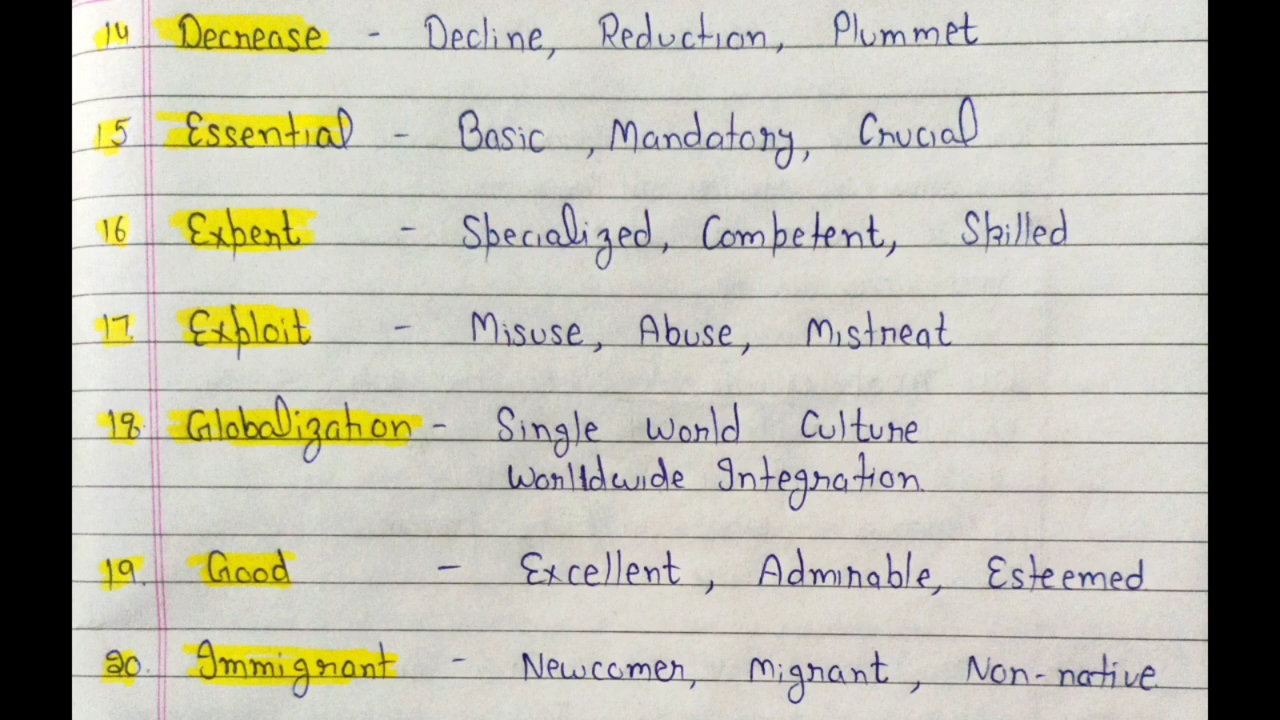 14 Decrease - Decline, Reduction, Plummet
15 Essential - Basic, Mandatory, Crucial
16 Expert - Specialized, Competent, Skilled
17. Exploit - Misuse, Abuse, Mistreat
18. Globalization - Single World Culture
Worldwide Integration.
19. Good - Excellent, Admirable, Esteemed
20. Immigrant - Newcomer, Migrant, Non-native